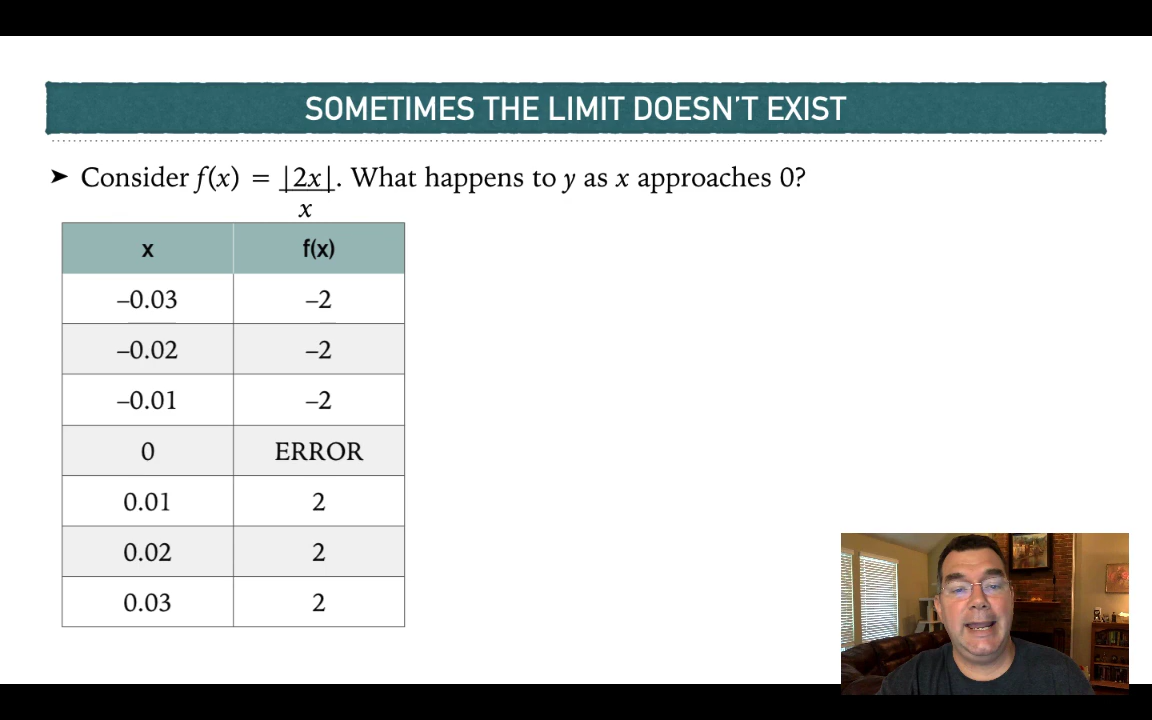 SOMETIMES THE LIMIT DOESN'T EXIST
➤ Consider f(x) = |2x|. What happens to y as x approaches 0?
x
x f(x)
–0.03 –2
–0.02 –2
–0.01 –2
0 ERROR
0.01 2
0.02 2
0.03 2